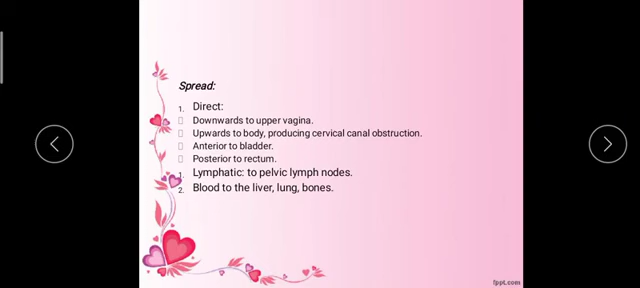 Spread:
1. Direct:
▯ Downwards to upper vagina.
▯ Upwards to body, producing cervical canal obstruction.
▯ Anterior to bladder.
▯ Posterior to rectum.
1. Lymphatic: to pelvic lymph nodes.
2. Blood to the liver, lung, bones.
fppt.com